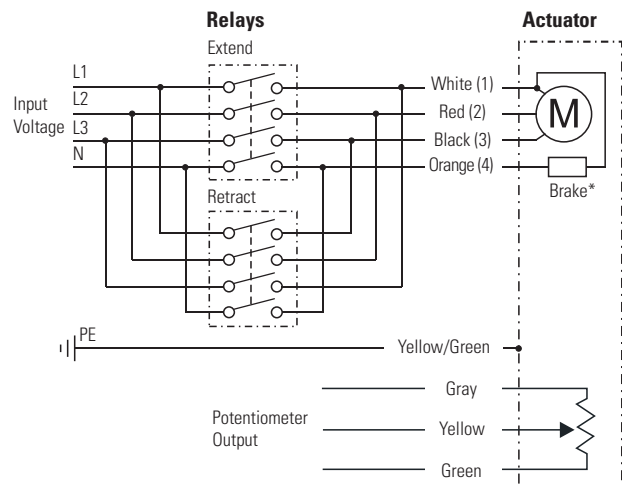 Relays
Actuator
Extend
L1
White (1)
Input
Voltage
L2
Red (2)
M
L3
Black (3)
N
Orange (4)
Brake*
Retract
PE
Yellow/Green
Gray
Potentiometer
Output
Yellow
Green